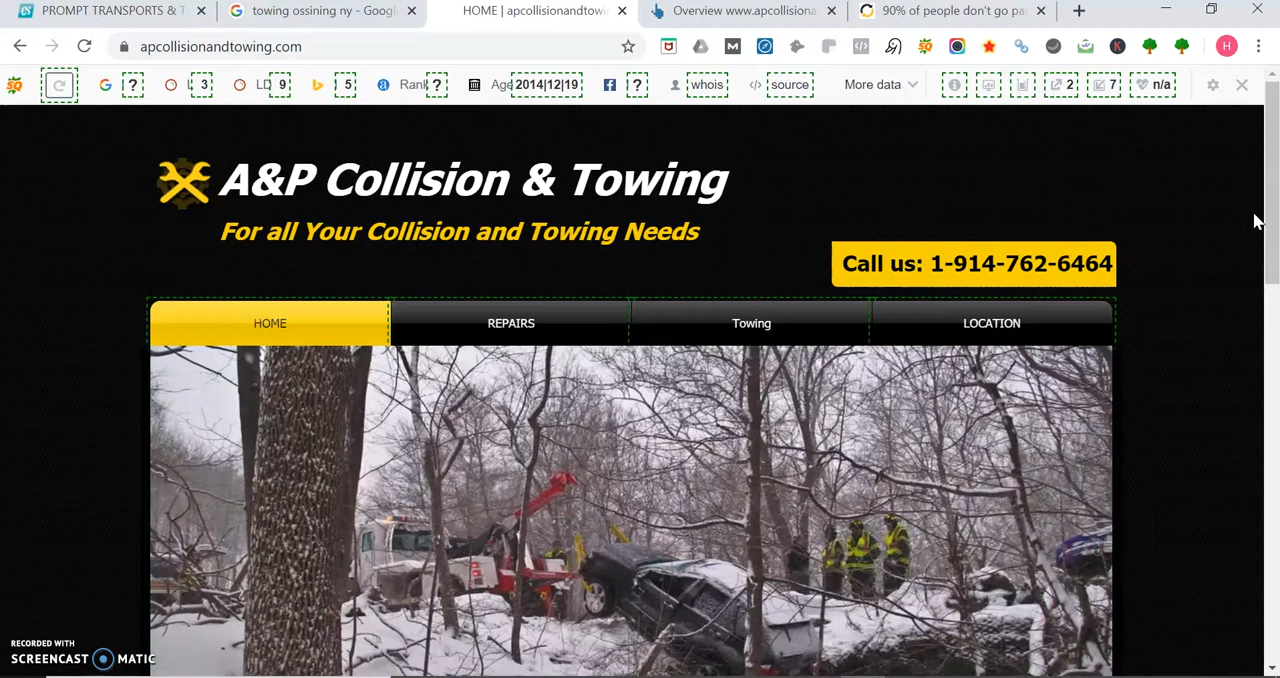 PROMPT TRANSPORTS & T
towing ossining ny - Googl
HOME | apcollisionandtowin
Overview www.apcollisiona
90% of people don't go pa
apcollisionandtowing.com
H
? L 3 LD 9 5 Rank ? Age 2014|12|19 ? whois source More data 2 7 n/a
A&P Collision & Towing
For all Your Collision and Towing Needs
Call us: 1-914-762-6464
HOME REPAIRS Towing LOCATION
RECORDED WITH
SCREENCAST MATIC